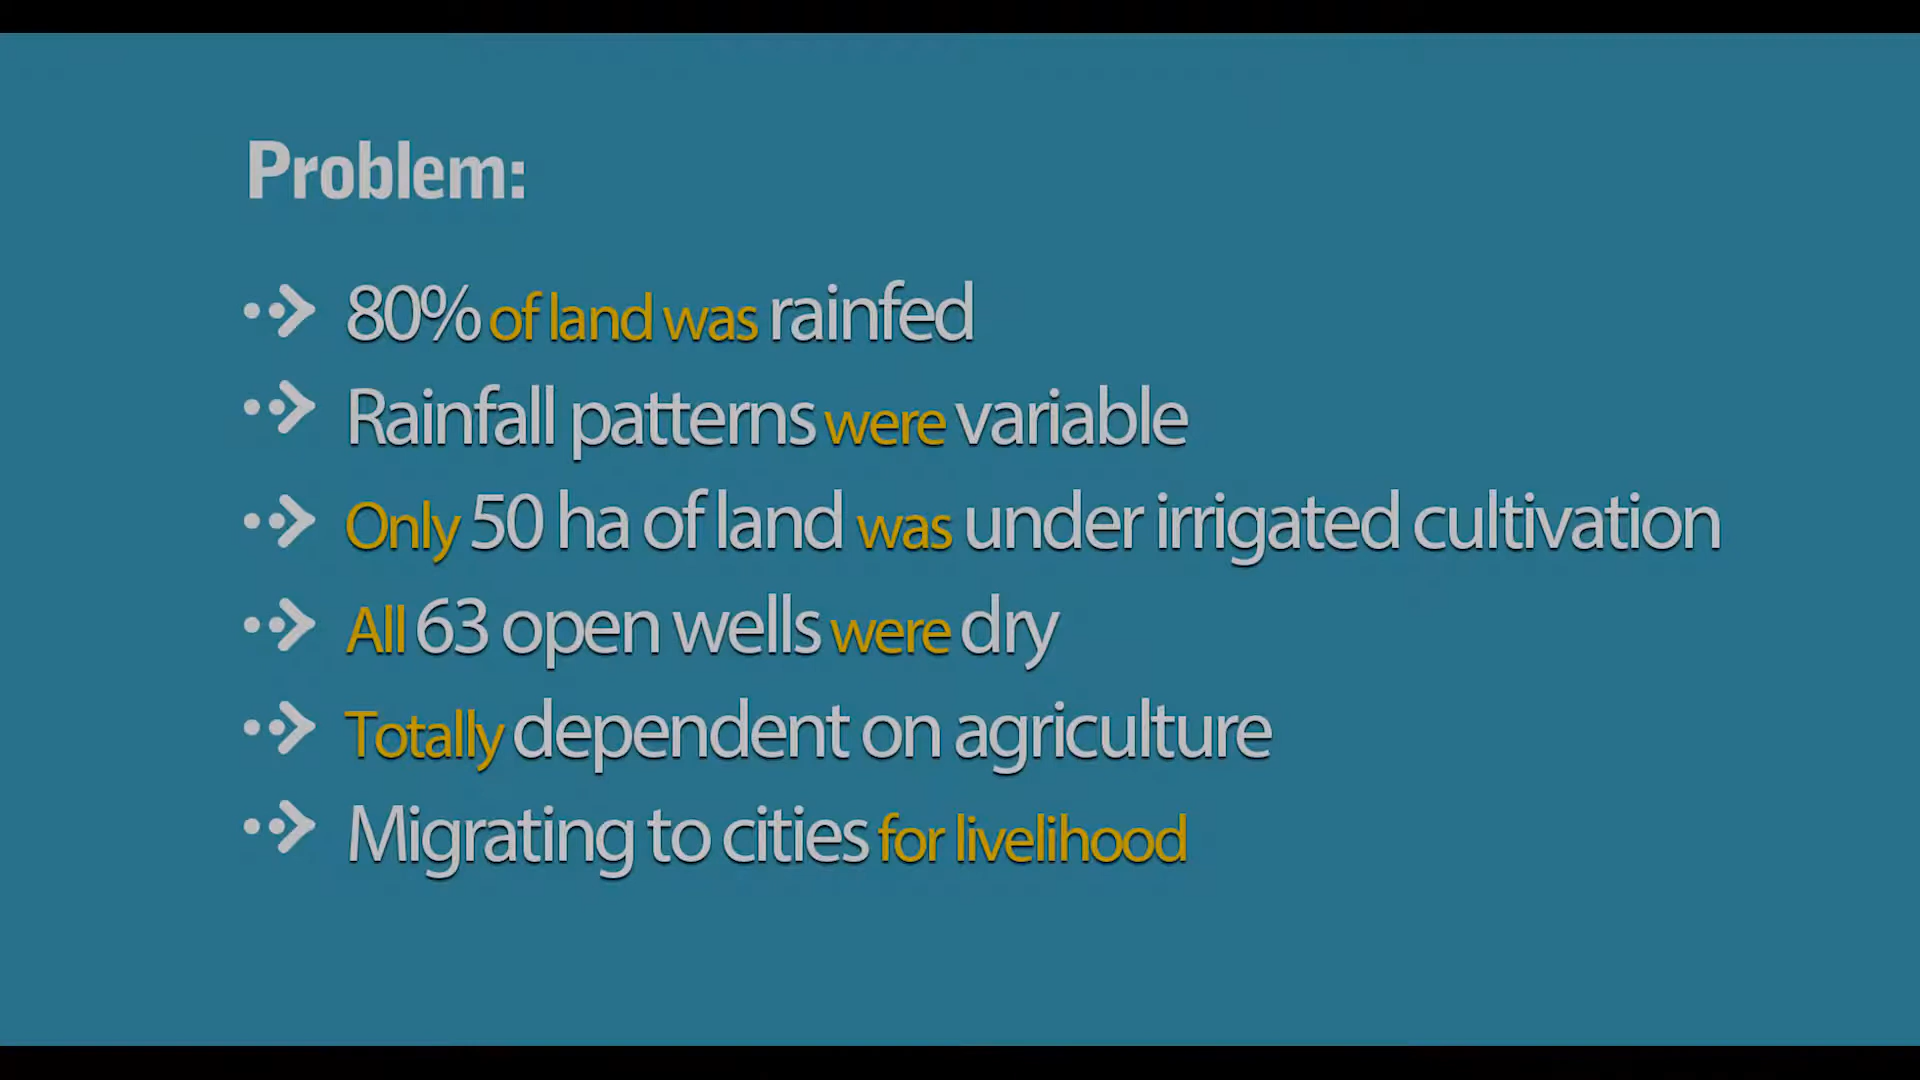 Problem:
80% of land was rainfed
Rainfall patterns were variable
Only 50 ha of land was under irrigated cultivation
All 63 open wells were dry
Totally dependent on agriculture
Migrating to cities for livelihood